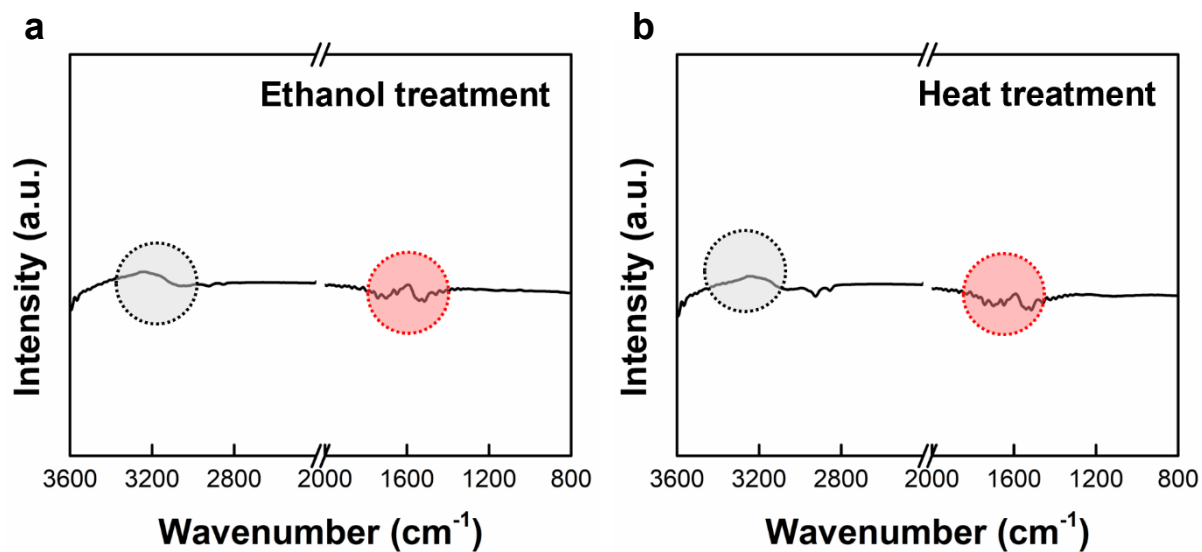 a
Ethanol treatment
Intensity (a.u.)
3600 3200 2800 2000 1600 1200 800
Wavenumber (cm⁻¹)
b
Heat treatment
Intensity (a.u.)
3600 3200 2800 2000 1600 1200 800
Wavenumber (cm⁻¹)